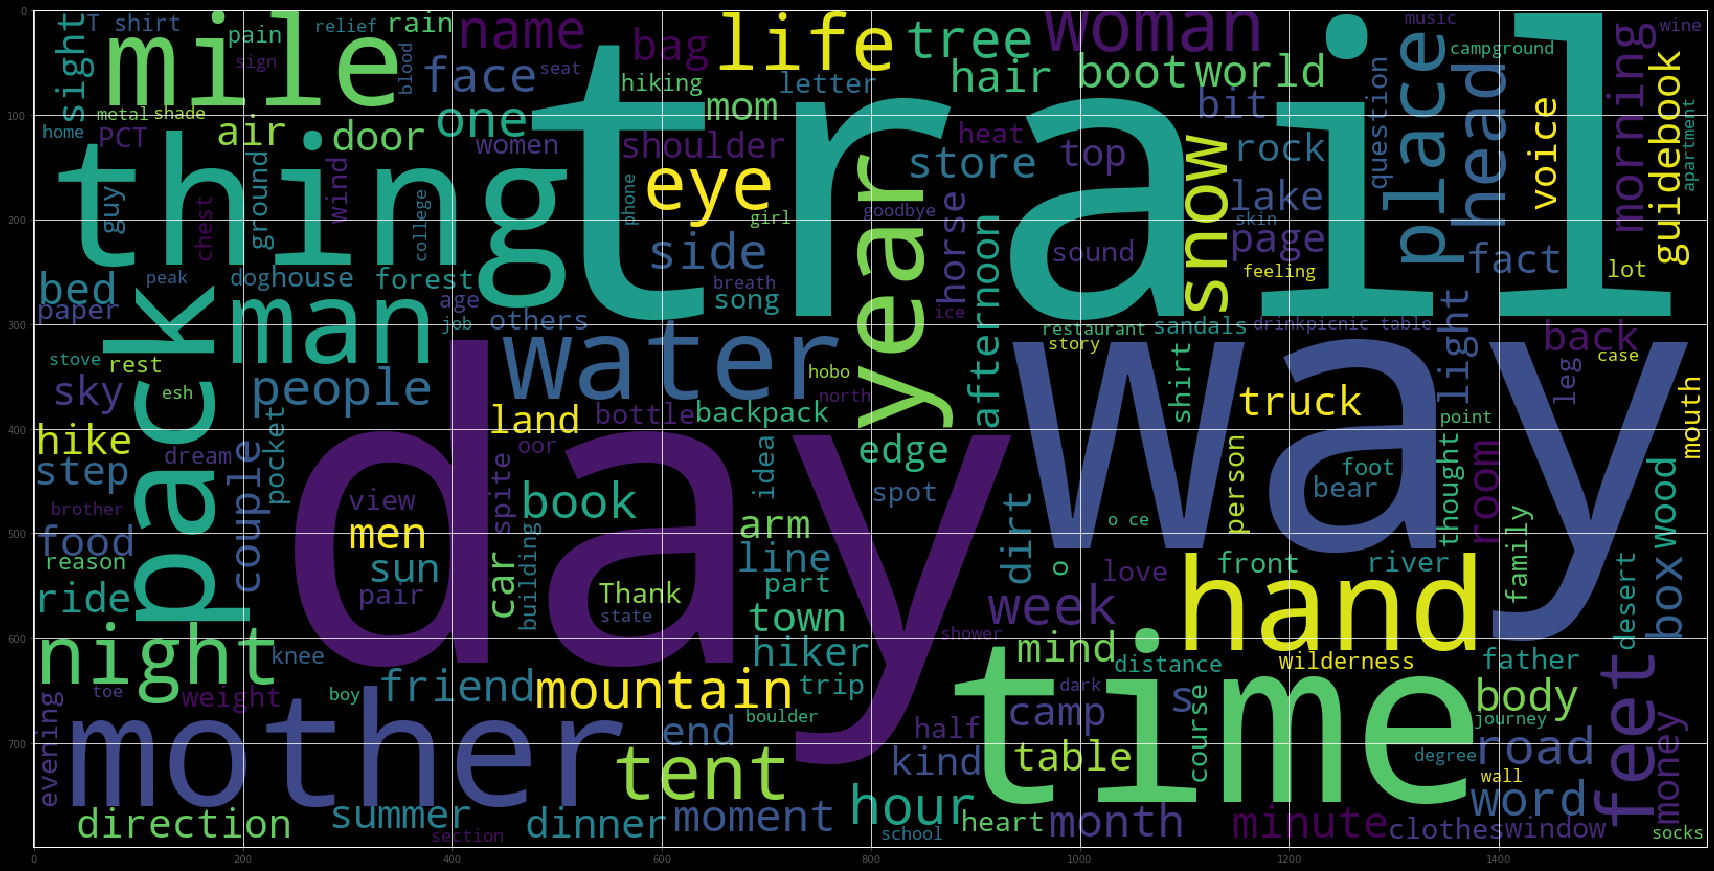 0
T shirt
relief
rain
name
bag
life
tree
woman
music
wine
sight
mile
pain
sign
blood
face
seat
hiking
letter
hair
boot
world
campground
place
head
morning
guidebook
trail
100
metal
shade
home
PCT
air
door
one
women
mom
shoulder
heat
store
top
bit
rock
question
voice
apartment
snow
thing
eye
year
lake
200
guy
chest
ground
wind
college
phone
girl
goodbye
horse
skin
page
side
sound
fact
lot
feeling
bed
peak
dog
house
forest
breath
song
afternoon
paper
man
age
job
others
ice
restaurant
sandals
drink
picnic table
300
light
back
story
case
stove
rest
pack
water
way
sky
esh
people
hobo
north
shirt
truck
leg
mouth
land
bottle
backpack
point
400
hike
dream
pocket
couple
oor
idea
edge
day
step
view
spite
book
spot
person
foot
bear
thought
room
wood
brother
500
food
men
arm
dirt
o ce
family
reason
sun
car
building
line
o
love
front
river
desert
box
ride
pair
Thank
part
state
town
week
hand
600
night
knee
hiker
shower
mind
distance
wilderness
father
toe
weight
boy
friend
mountain
trip
dark
s
time
body
feet
evening
mother
boulder
end
half
camp
course
journey
700
tent
kind
table
degree
road
money
wall
direction
summer
section
dinner
moment
hour
school
heart
month
minute
word
clothes
window
socks
0
200
400
600
800
1000
1200
1400